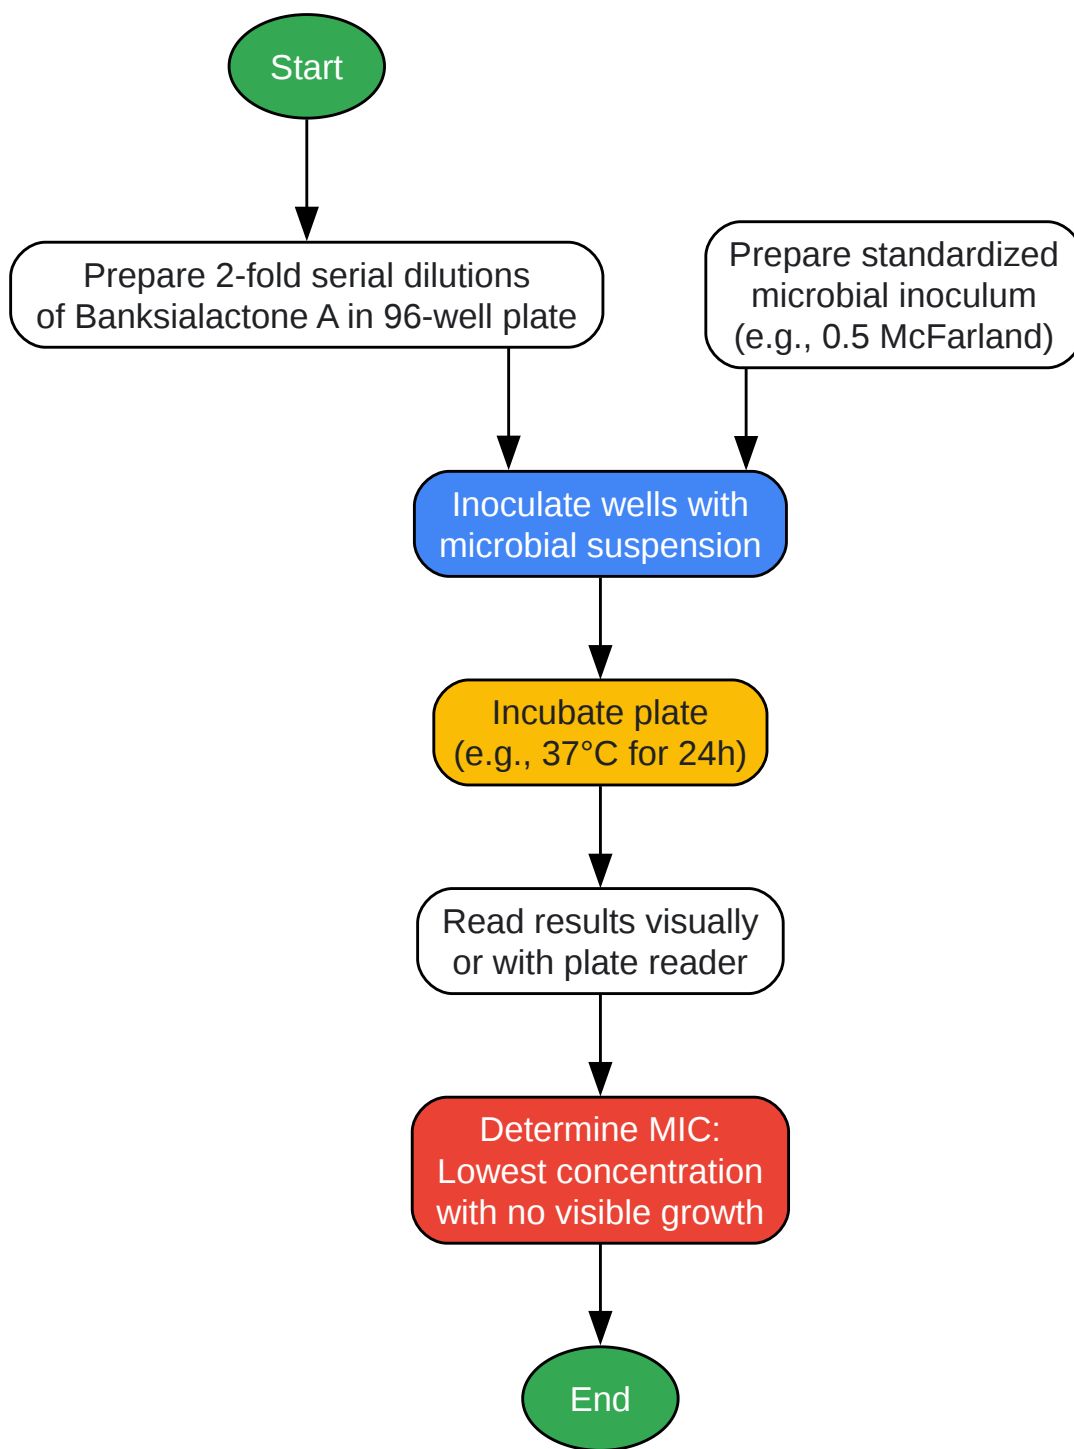 Start
Prepare 2-fold serial dilutions
of Banksialactone A in 96-well plate
Prepare standardized
microbial inoculum
(e.g., 0.5 McFarland)
Inoculate wells with
microbial suspension
Incubate plate
(e.g., 37°C for 24h)
Read results visually
or with plate reader
Determine MIC:
Lowest concentration
with no visible growth
End